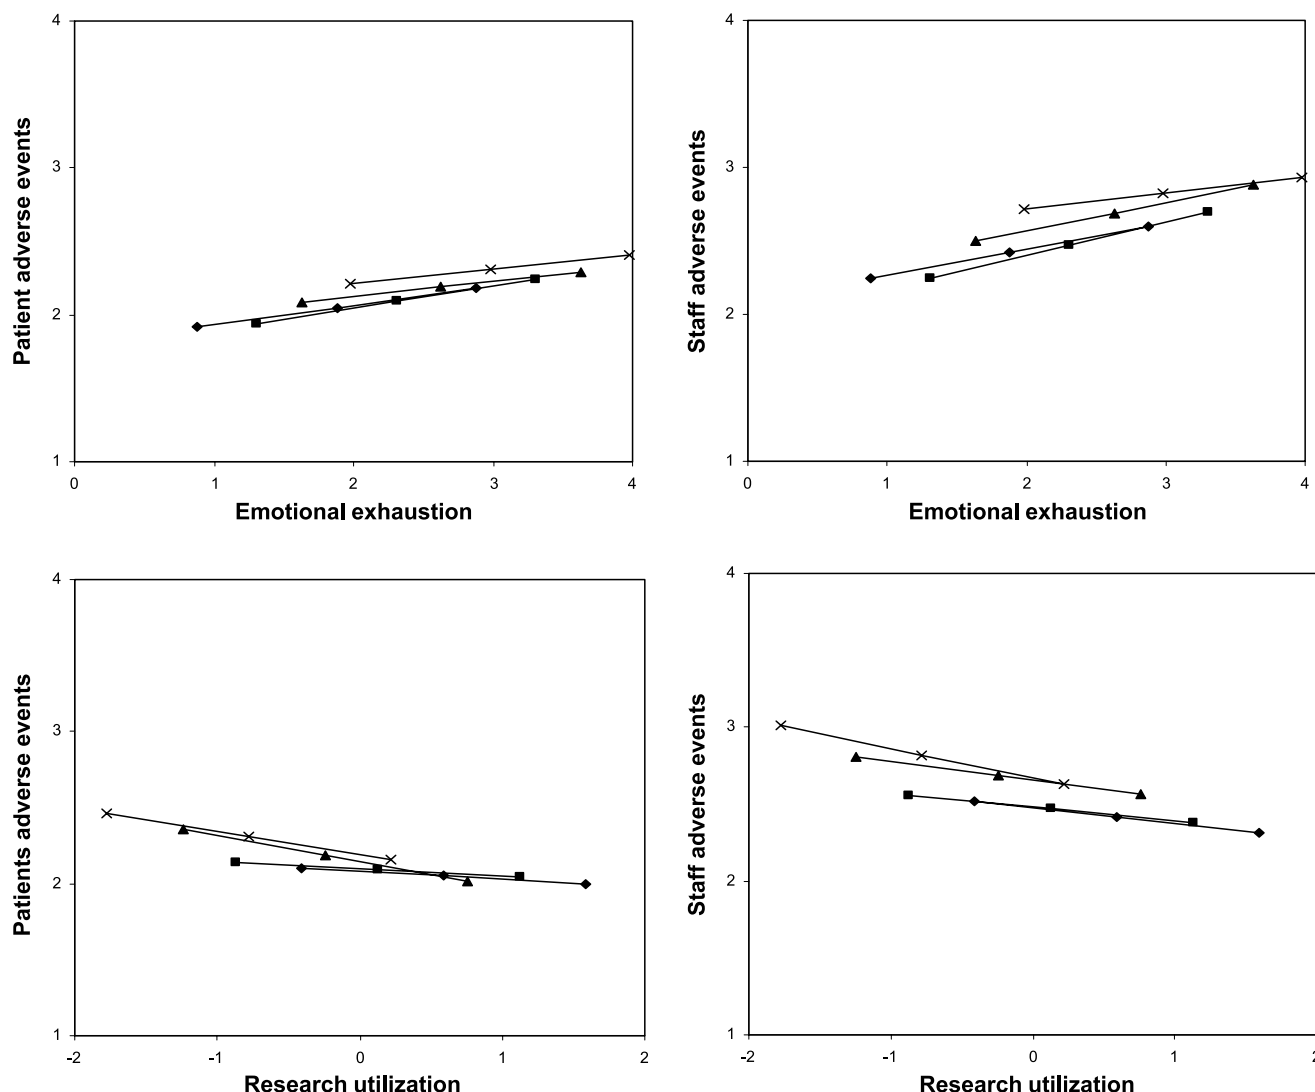 4
3
2
1
Patient adverse events
0 1 2 3 4
Emotional exhaustion
4
3
2
1
Staff adverse events
0 1 2 3 4
Emotional exhaustion
4
3
2
1
Patients adverse events
-2 -1 0 1 2
Research utilization
4
3
2
1
Staff adverse events
-2 -1 0 1 2
Research utilization